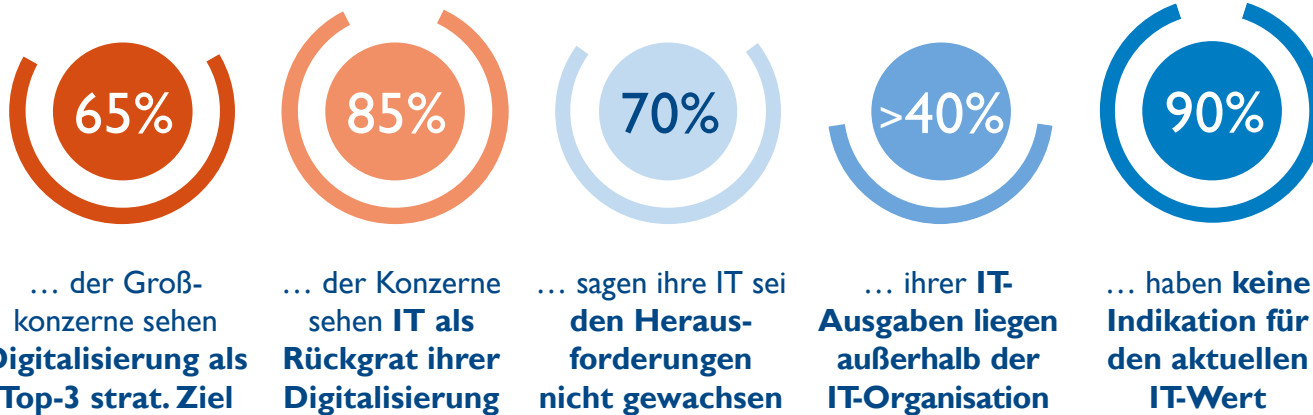 65%
85%
70%
>40%
90%
… der Groß-
konzerne sehen
Digitalisierung als
Top-3 strat. Ziel
… der Konzerne
sehen IT als
Rückgrat ihrer
Digitalisierung
… sagen ihre IT sei
den Heraus-
forderungen
nicht gewachsen
… ihrer IT-
Ausgaben liegen
außerhalb der
IT-Organisation
… haben keine
Indikation für
den aktuellen
IT-Wert